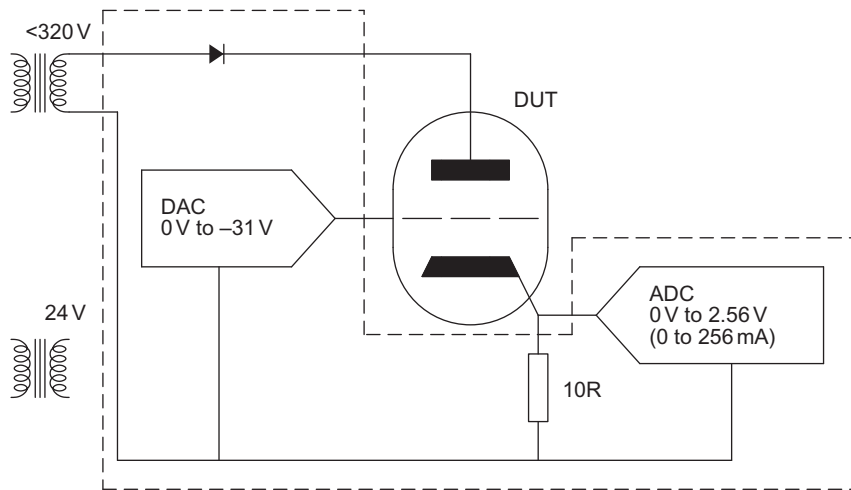 <320 V
DUT
DAC
0 V to –31 V
24 V
ADC
0 V to 2.56 V
(0 to 256 mA)
10R